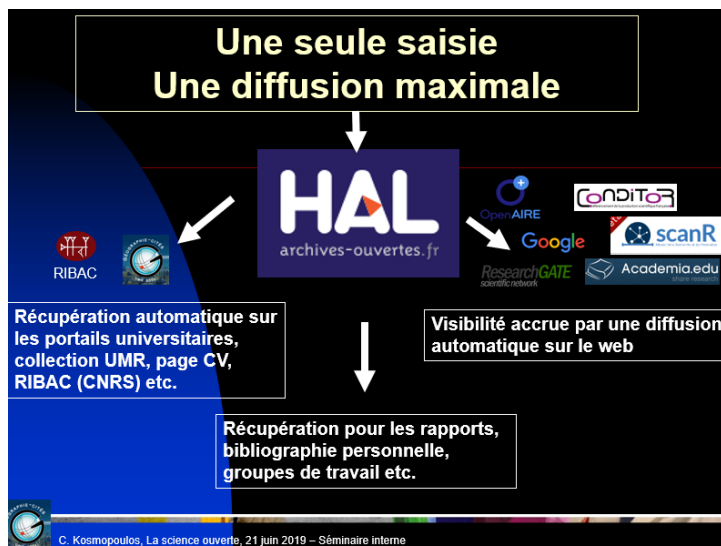 Une seule saisie
Une diffusion maximale
HAL
archives-ouvertes.fr
OpenAIRE
CONDITOR
Google
scanR
ResearchGATE
scientific network
Academia.edu
share research
RIBAC
GÉOGRAPHIE-CITÉS
Récupération automatique sur
les portails universitaires,
collection UMR, page CV,
RIBAC (CNRS) etc.
Visibilité accrue par une diffusion
automatique sur le web
Récupération pour les rapports,
bibliographie personnelle,
groupes de travail etc.
C. Kosmopoulos, La science ouverte, 21 juin 2019 – Séminaire interne